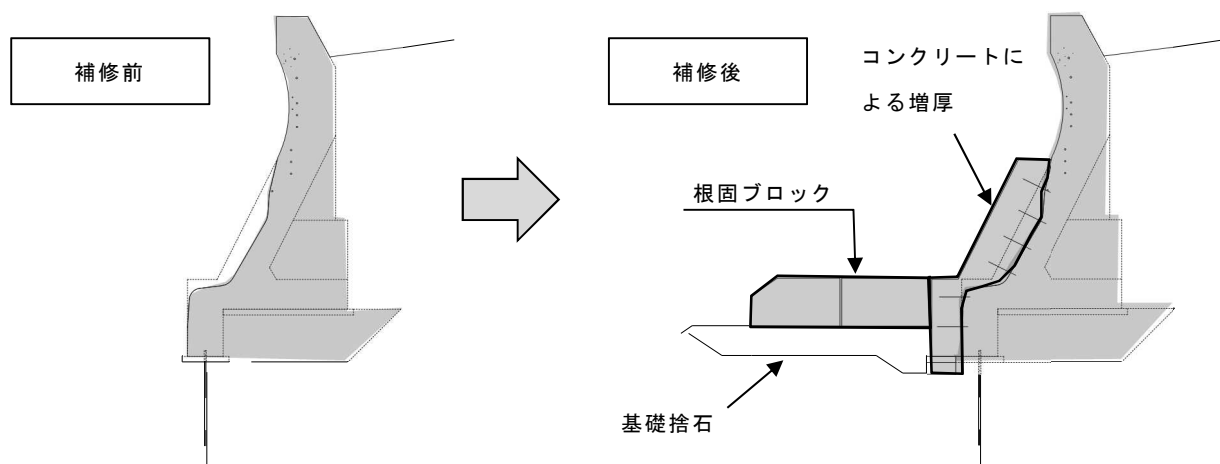 補修前
補修後
コンクリートに
よる増厚
根固ブロック
基礎捨石